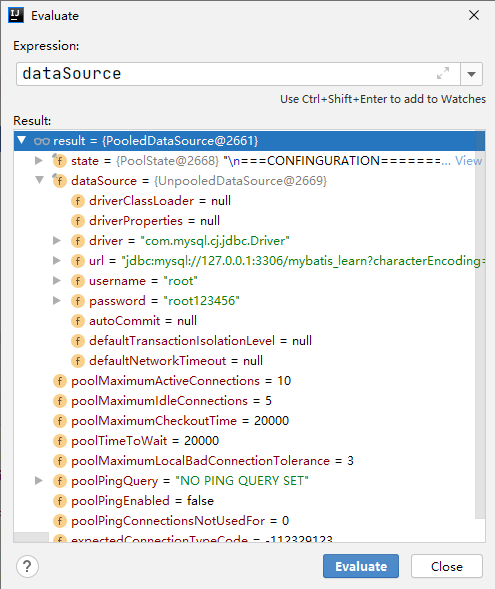 Evaluate
Expression:
dataSource
Use Ctrl+Shift+Enter to add to Watches
Result:
result = {PooledDataSource@2661}
state = {PoolState@2668} "\n===CONFINGURATION=======... View
dataSource = {UnpooledDataSource@2669}
driverClassLoader = null
driverProperties = null
driver = "com.mysql.cj.jdbc.Driver"
url = "jdbc:mysql://127.0.0.1:3306/mybatis_learn?characterEncoding=
username = "root"
password = "root123456"
autoCommit = null
defaultTransactionIsolationLevel = null
defaultNetworkTimeout = null
poolMaximumActiveConnections = 10
poolMaximumIdleConnections = 5
poolMaximumCheckoutTime = 20000
poolTimeToWait = 20000
poolMaximumLocalBadConnectionTolerance = 3
poolPingQuery = "NO PING QUERY SET"
poolPingEnabled = false
poolPingConnectionsNotUsedFor = 0
expectedConnectionTypeCode = -112329123
? Evaluate Close